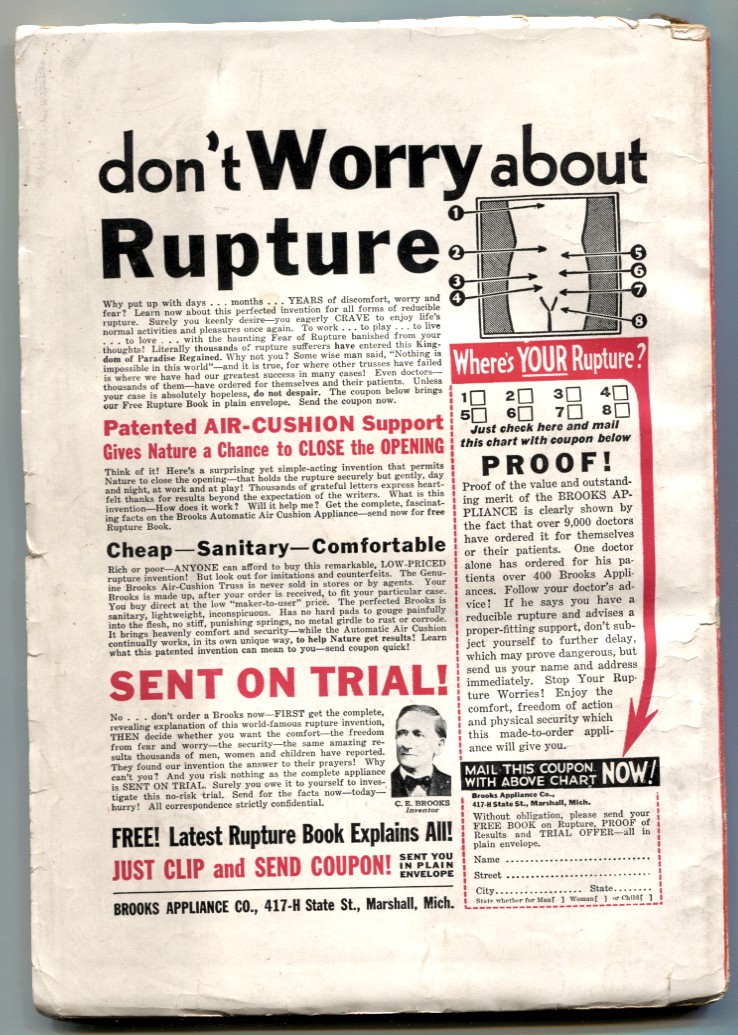 don't Worry about
Rupture
Why put up with days . . . months . . . YEARS of discomfort, worry and
fear? Learn now about this perfected invention for all forms of reducible
rupture. Surely you keenly desire—you eagerly CRAVE to enjoy life's
normal activities and pleasures once again. To work . . . to play . . . to live
. . . to love . . . with the haunting Fear of Rupture banished from your
thoughts! Literally thousands of rupture sufferers have entered this King-
dom of Paradise Regained. Why not you? Some wise man said, "Nothing is
impossible in this world"—and it is true, for where other trusses have failed
is where we have had our greatest success in many cases! Even doctors—
thousands of them—have ordered for themselves and their patients. Unless
your case is absolutely hopeless, do not despair. The coupon below brings
our Free Rupture Book in plain envelope. Send the coupon now.
Patented AIR-CUSHION Support
Gives Nature a Chance to CLOSE the OPENING
Think of it! Here's a surprising yet simple-acting invention that permits
Nature to close the opening—that holds the rupture securely but gently, day
and night, at work and at play! Thousands of grateful letters express heart-
felt thanks for results beyond the expectation of the writers. What is this
invention—How does it work? Will it help me? Get the complete, fascinat-
ing facts on the Brooks Automatic Air Cushion Appliance—send now for free
Rupture Book.
Cheap—Sanitary—Comfortable
Rich or poor—ANYONE can afford to buy this remarkable, LOW-PRICED
rupture invention! But look out for imitations and counterfeits. The Genu-
ine Brooks Air-Cushion Truss is never sold in stores or by agents. Your
Brooks is made up, after your order is received, to fit your particular case.
You buy direct at the low "maker-to-user" price. The perfected Brooks is
sanitary, lightweight, inconspicuous. Has no hard pads to gouge painfully
into the flesh, no stiff, punishing springs, no metal girdle to rust or corrode.
It brings heavenly comfort and security—while the Automatic Air Cushion
continually works, in its own unique way, to help Nature get results! Learn
what this patented invention can mean to you—send coupon quick!
SENT ON TRIAL!
No . . . don't order a Brooks now—FIRST get the complete,
revealing explanation of this world-famous rupture invention,
THEN decide whether you want the comfort—the freedom
from fear and worry—the security—the same amazing re-
sults thousands of men, women and children have reported.
They found our invention the answer to their prayers! Why
can't you? And you risk nothing as the complete appliance
is SENT ON TRIAL. Surely you owe it to yourself to inves-
tigate this no-risk trial. Send for the facts now—today—
hurry! All correspondence strictly confidential.
C. E. BROOKS
Inventor
FREE! Latest Rupture Book Explains All!
JUST CLIP and SEND COUPON!
SENT YOU
IN PLAIN
ENVELOPE
BROOKS APPLIANCE CO., 417-H State St., Marshall, Mich.
1
2
3
4
5
6
7
8
Where's YOUR Rupture?
1 2 3 4
5 6 7 8
Just check here and mail
this chart with coupon below
PROOF!
Proof of the value and outstand-
ing merit of the BROOKS AP-
PLIANCE is clearly shown by
the fact that over 9,000 doctors
have ordered it for themselves
or their patients. One doctor
alone has ordered for his pa-
tients over 400 Brooks Appli-
ances. Follow your doctor's ad-
vice! If he says you have a
reducible rupture and advises a
proper-fitting support, don't sub-
ject yourself to further delay,
which may prove dangerous, but
send us your name and address
immediately. Stop Your Rup-
ture Worries! Enjoy the
comfort, freedom of action
and physical security which
this made-to-order appli-
ance will give you.
MAIL THIS COUPON
WITH ABOVE CHART NOW!
Brooks Appliance Co.,
417-H State St., Marshall, Mich.
Without obligation, please send your
FREE BOOK on Rupture, PROOF of
Results and TRIAL OFFER—all in
plain envelope.
Name ..............................
Street ..............................
City.................. State........
State whether for Man[ ] Woman[ ] or Child[ ]